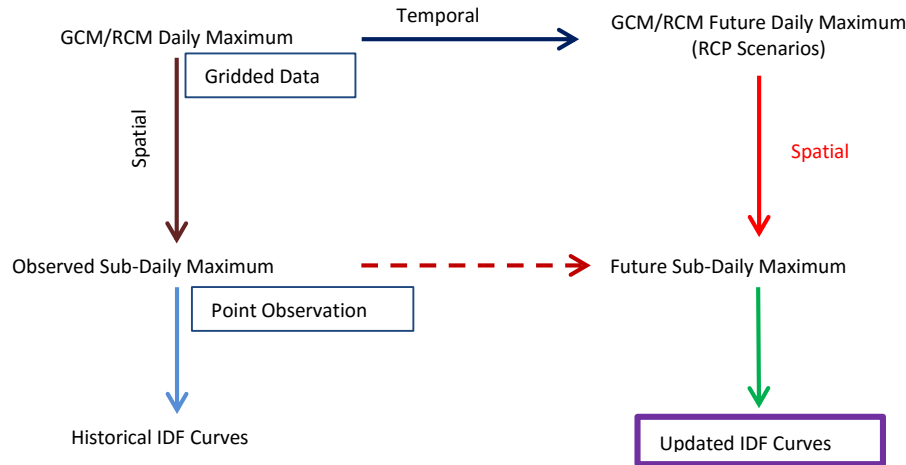 Temporal
GCM/RCM Daily Maximum
GCM/RCM Future Daily Maximum
(RCP Scenarios)
Gridded Data
Spatial
Spatial
Observed Sub-Daily Maximum
Future Sub-Daily Maximum
Point Observation
Historical IDF Curves
Updated IDF Curves